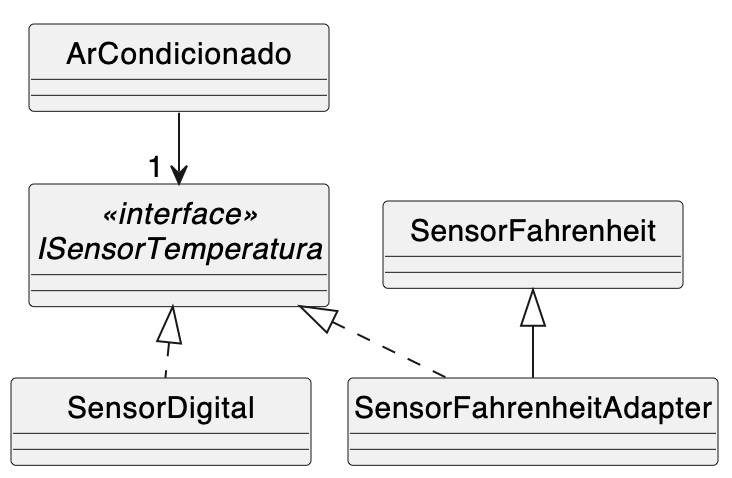 ArCondicionado
1
«interface»
ISensorTemperatura
SensorFahrenheit
SensorDigital
SensorFahrenheitAdapter